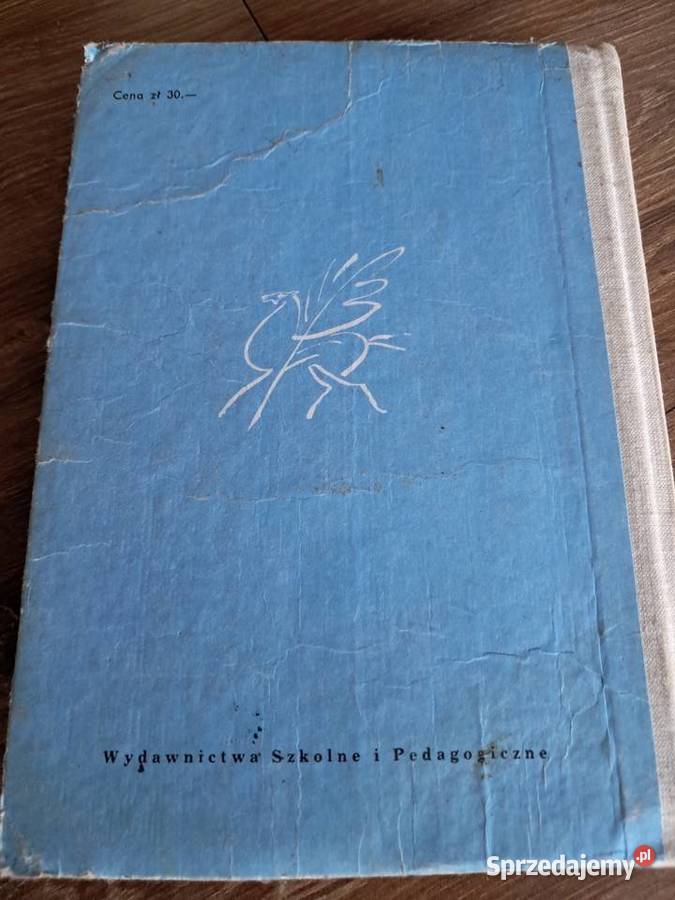 Cena zł 30.—
Wydawnictwa Szkolne i Pedagogiczne
Sprzedajemy.pl